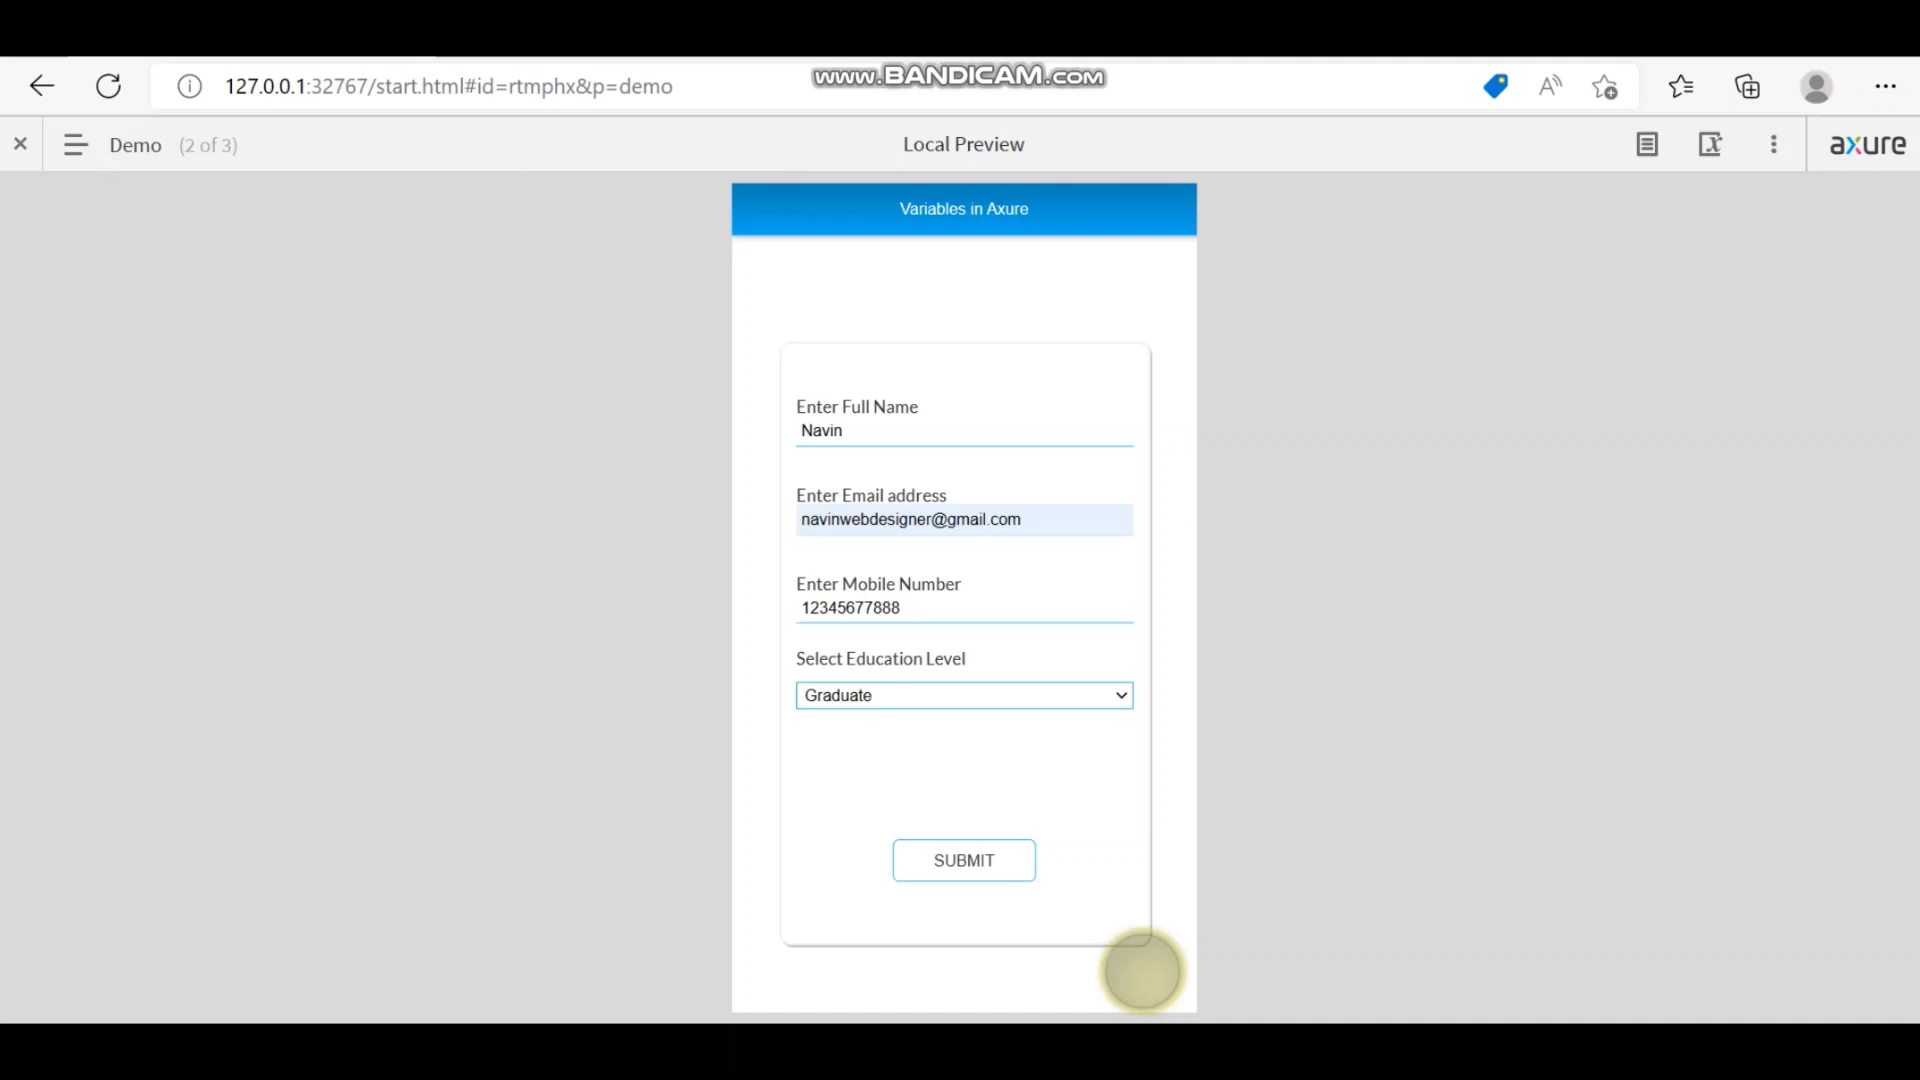 127.0.0.1:32767/start.html#id=rtmphx&p=demo
www.BANDICAM.com
Demo (2 of 3)
Local Preview
axure
Variables in Axure
Enter Full Name
Navin
Enter Email address
navinwebdesigner@gmail.com
Enter Mobile Number
12345677888
Select Education Level
Graduate
SUBMIT